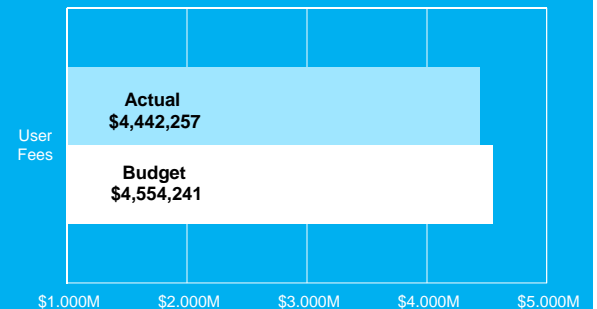 Actual
$4,442,257
User
Fees
Budget
$4,554,241
$1.000M $2.000M $3.000M $4.000M $5.000M